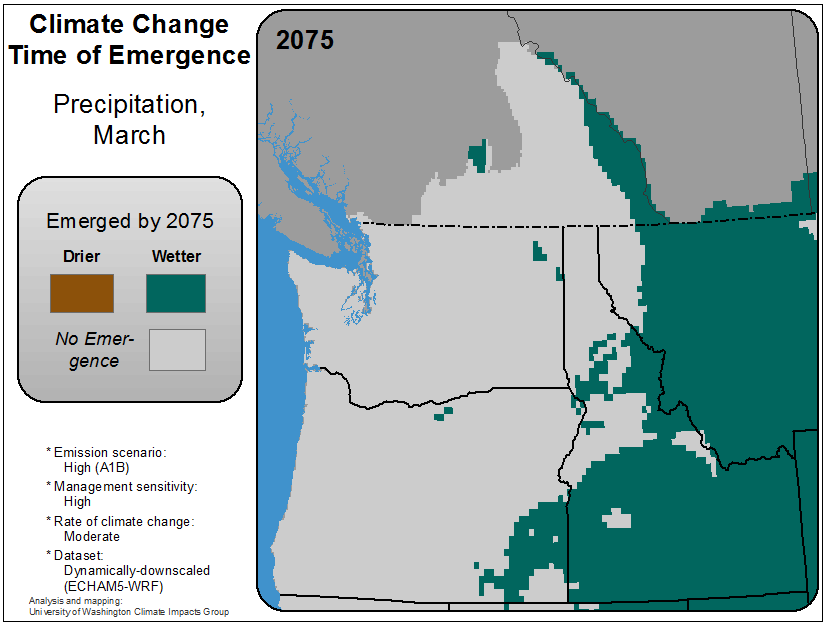 Climate Change
Time of Emergence
Precipitation,
March
2075
Emerged by 2075
Drier
Wetter
No Emer-
gence
* Emission scenario:
High (A1B)
* Management sensitivity:
High
* Rate of climate change:
Moderate
* Dataset:
Dynamically-downscaled
(ECHAM5-WRF)
Analysis and mapping:
University of Washington Climate Impacts Group